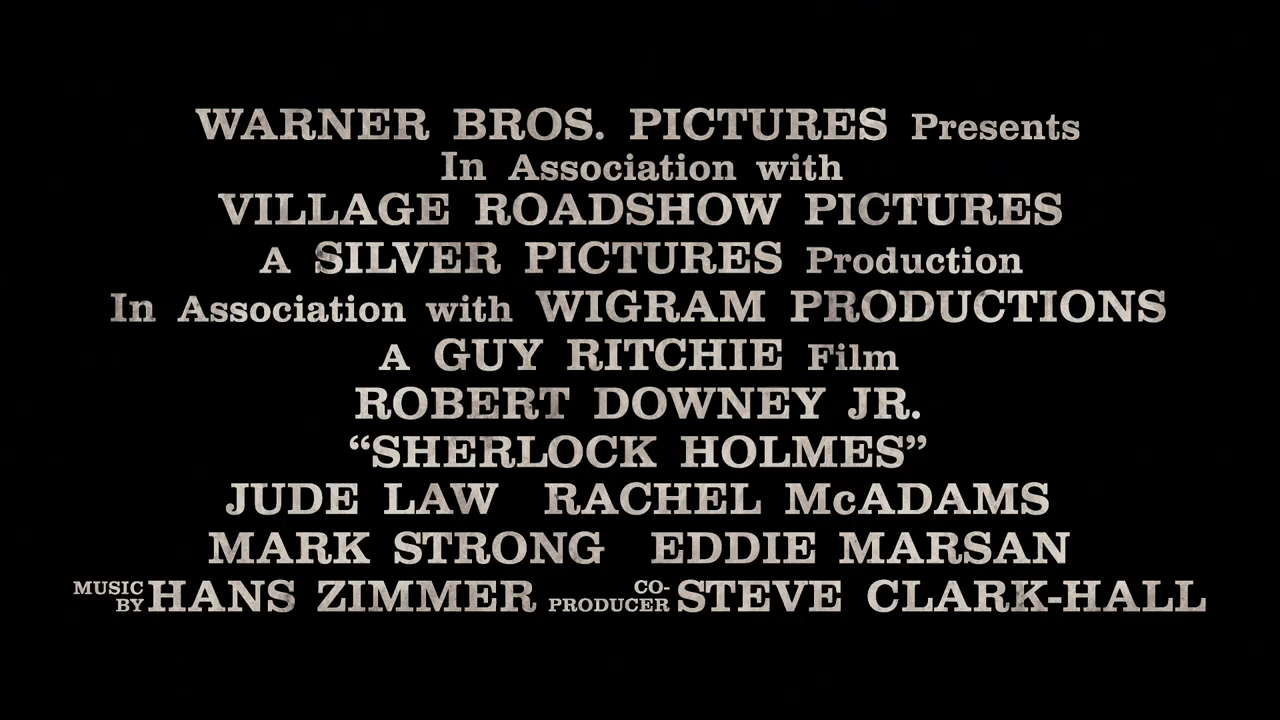 WARNER BROS. PICTURES Presents
In Association with
VILLAGE ROADSHOW PICTURES
A SILVER PICTURES Production
In Association with WIGRAM PRODUCTIONS
A GUY RITCHIE Film
ROBERT DOWNEY JR.
“SHERLOCK HOLMES”
JUDE LAW RACHEL McADAMS
MARK STRONG EDDIE MARSAN
MUSIC BY HANS ZIMMER CO-PRODUCER STEVE CLARK-HALL